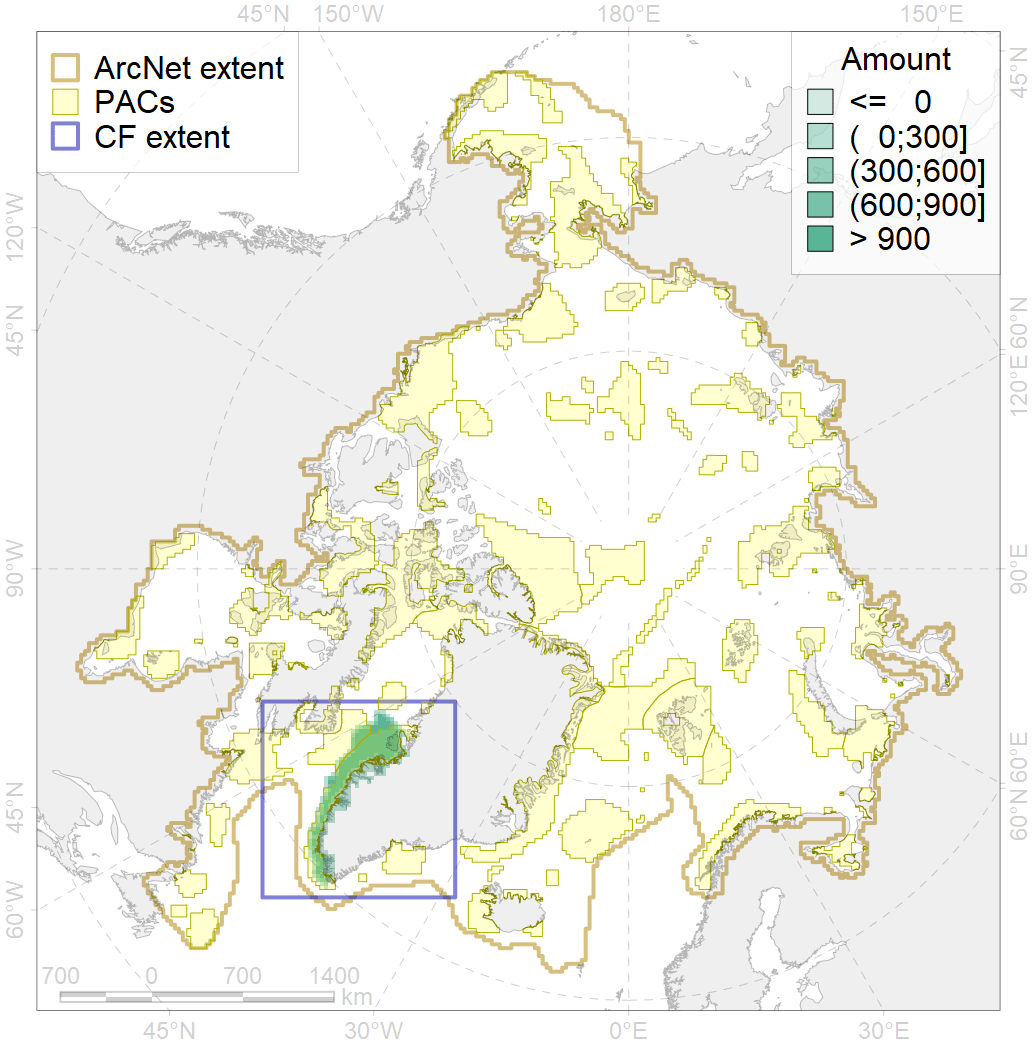 45°N 150°W 180°E 150°E
ArcNet extent
PACs
CF extent
Amount
<= 0
( 0;300]
(300;600]
(600;900]
> 900
45°N
120°W
45°N
60°N
120°E
90°W
90°E
45°N
60°W
60°E
60°N
700 0 700 1400
km
45°W 30°W 0°E 30°E